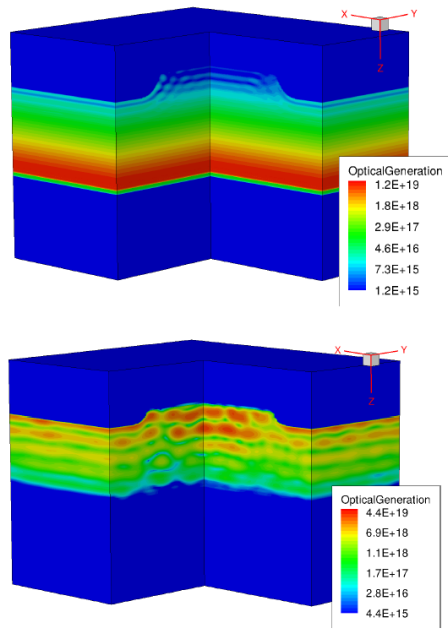 X Y
Z
OpticalGeneration
1.2E+19
1.8E+18
2.9E+17
4.6E+16
7.3E+15
1.2E+15
X Y
Z
OpticalGeneration
4.4E+19
6.9E+18
1.1E+18
1.7E+17
2.8E+16
4.4E+15